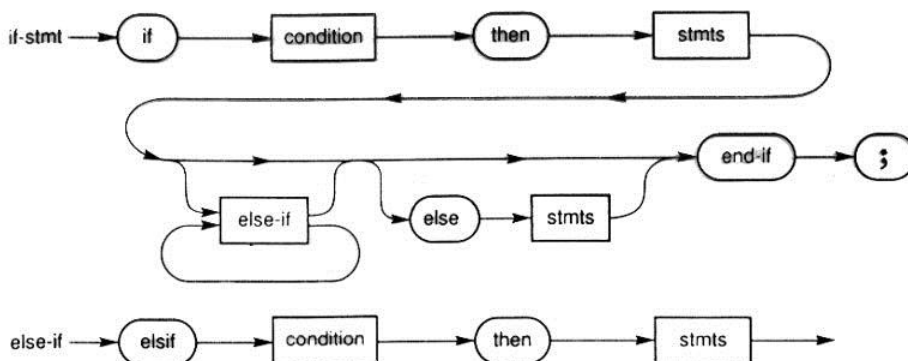 if-stmt if condition then stmts
end-if ;
else-if else stmts
else-if elsif condition then stmts